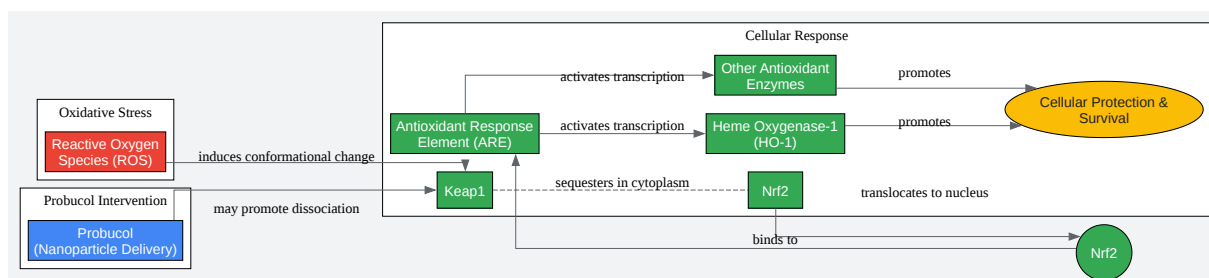 Cellular Response
Other Antioxidant
Enzymes
activates transcription
promotes
Cellular Protection &
Survival
Oxidative Stress
Reactive Oxygen
Species (ROS)
induces conformational change
Antioxidant Response
Element (ARE)
activates transcription
Heme Oxygenase-1
(HO-1)
promotes
Keap1
sequesters in cytoplasm
Nrf2
translocates to nucleus
Probucol Intervention
Probucol
(Nanoparticle Delivery)
may promote dissociation
binds to
Nrf2